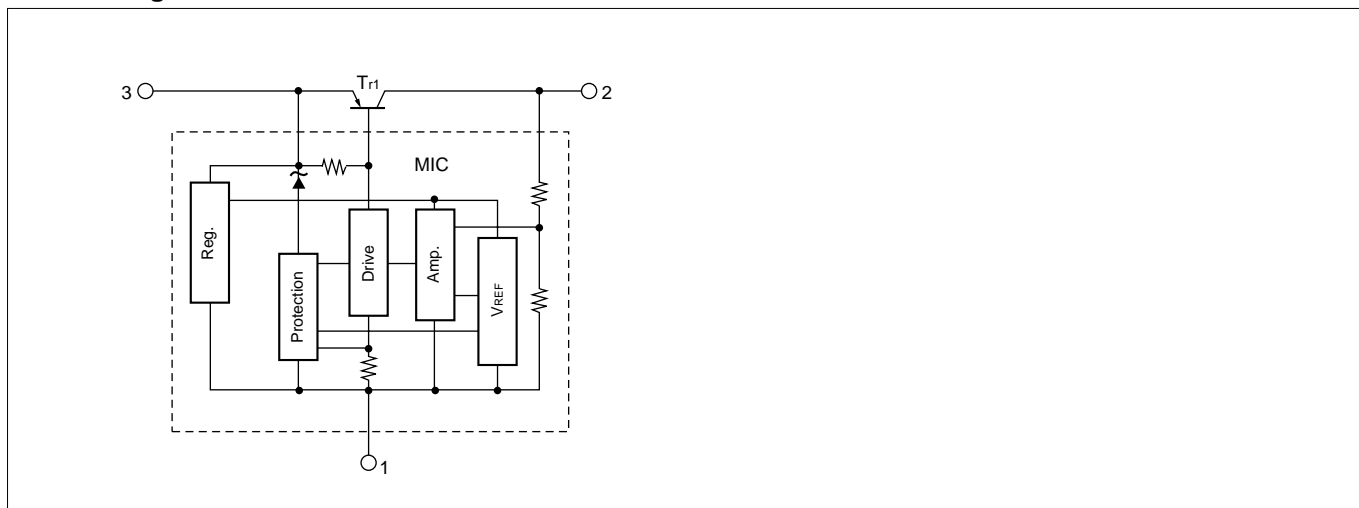 Tr1
3
2
MIC
Reg.
Protection
Drive
Amp.
VREF
1